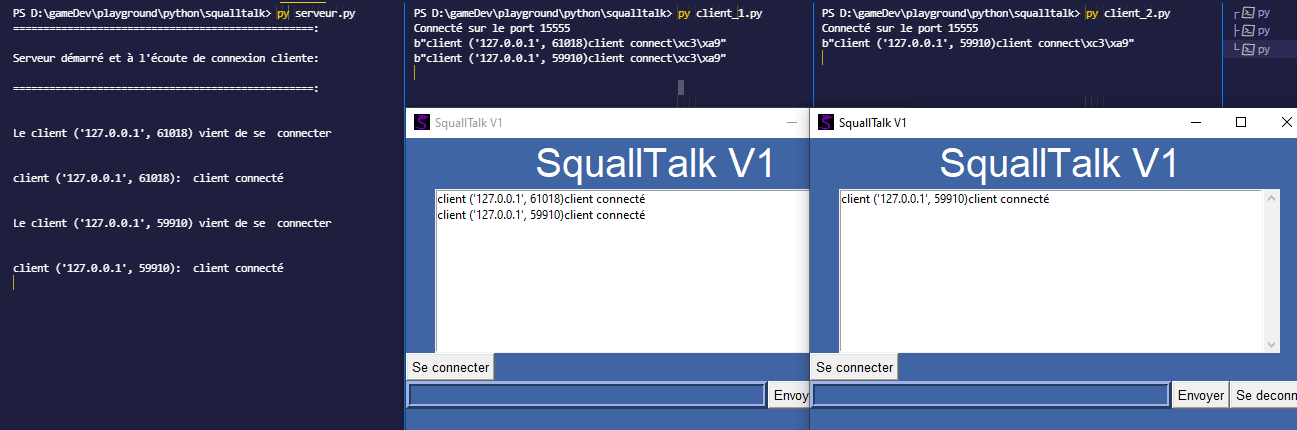 PS D:\gameDev\playground\python\squalltalk> py serveur.py
==================================================:
Serveur démarré et à l'écoute de connexion cliente:
==================================================:
Le client ('127.0.0.1', 61018) vient de se  connecter
client ('127.0.0.1', 61018):  client connecté
Le client ('127.0.0.1', 59910) vient de se  connecter
client ('127.0.0.1', 59910):  client connecté
PS D:\gameDev\playground\python\squalltalk> py client_1.py
Connecté sur le port 15555
b"client ('127.0.0.1', 61018)client connect\xc3\xa9"
b"client ('127.0.0.1', 59910)client connect\xc3\xa9"
PS D:\gameDev\playground\python\squalltalk> py client_2.py
Connecté sur le port 15555
b"client ('127.0.0.1', 59910)client connect\xc3\xa9"
py
py
py
SquallTalk V1
SquallTalk V1
client ('127.0.0.1', 61018)client connecté
client ('127.0.0.1', 59910)client connecté
Se connecter
Envoy
SquallTalk V1
SquallTalk V1
client ('127.0.0.1', 59910)client connecté
Se connecter
Envoyer
Se deconn